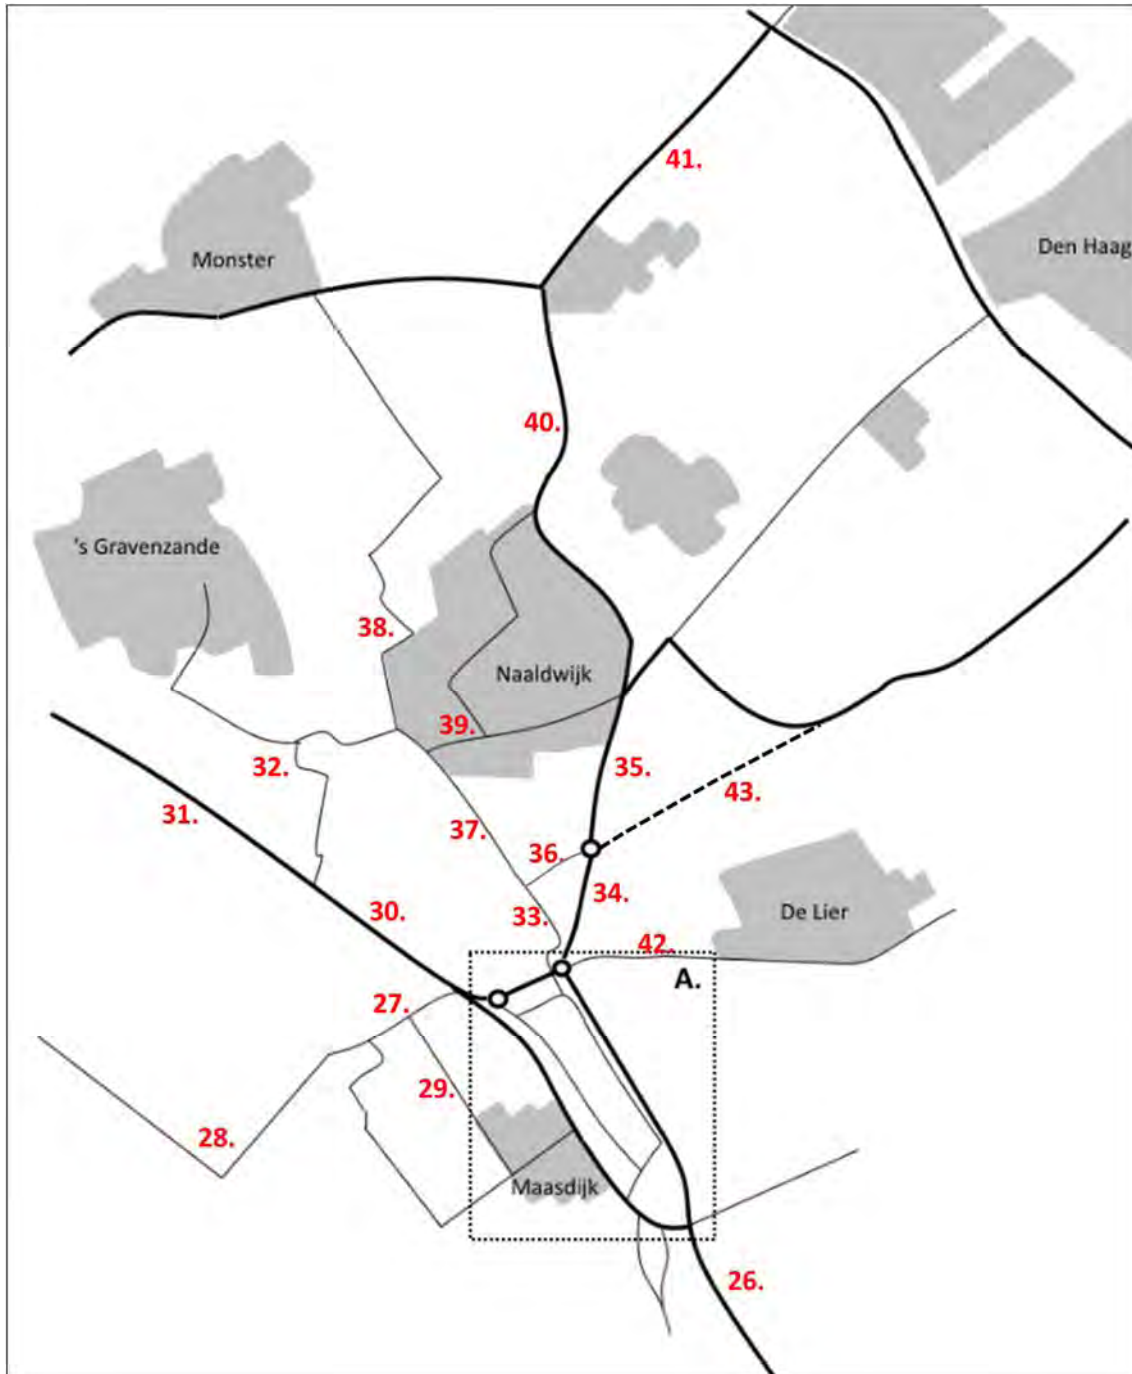 41.
Den Haag
Monster
40.
's Gravenzande
38.
Naaldwijk
39.
32.
35.
31.
43.
37.
36.
34.
De Lier
30.
33.
42.
A.
27.
29.
28.
Maasdijk
26.